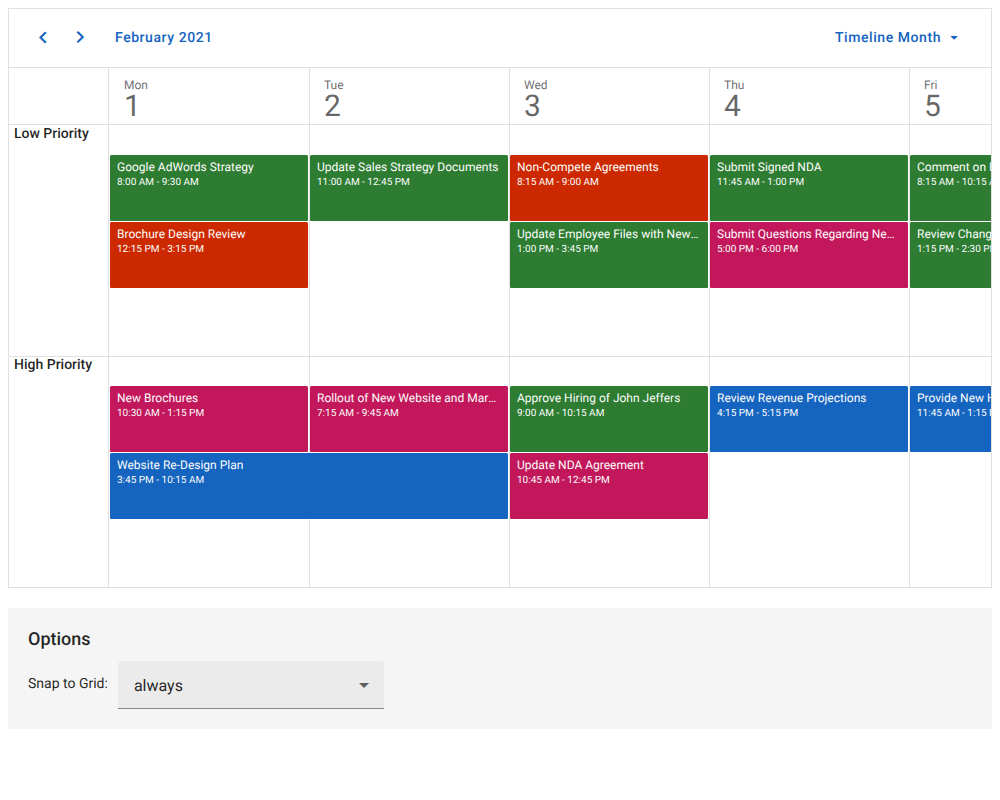 February 2021
Timeline Month
Mon
1
Tue
2
Wed
3
Thu
4
Fri
5
Low Priority
Google AdWords Strategy
8:00 AM - 9:30 AM
Update Sales Strategy Documents
11:00 AM - 12:45 PM
Non-Compete Agreements
8:15 AM - 9:00 AM
Submit Signed NDA
11:45 AM - 1:00 PM
Comment on
8:15 AM - 10:15
Brochure Design Review
12:15 PM - 3:15 PM
Update Employee Files with New...
1:00 PM - 3:45 PM
Submit Questions Regarding Ne...
5:00 PM - 6:00 PM
Review Chang
1:15 PM - 2:30 P
High Priority
New Brochures
10:30 AM - 1:15 PM
Rollout of New Website and Mar...
7:15 AM - 9:45 AM
Approve Hiring of John Jeffers
9:00 AM - 10:15 AM
Review Revenue Projections
4:15 PM - 5:15 PM
Provide New
11:45 AM - 1:15
Website Re-Design Plan
3:45 PM - 10:15 AM
Update NDA Agreement
10:45 AM - 12:45 PM
Options
Snap to Grid:
always